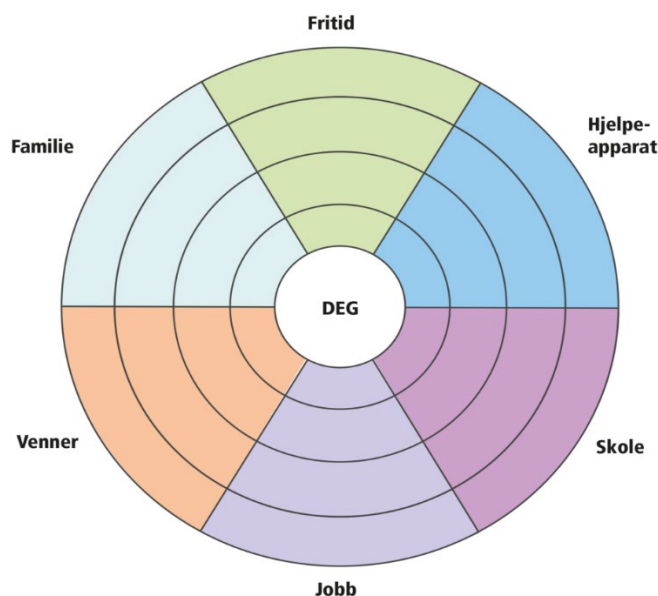 Fritid
Familie
Hjelpe-
apparat
DEG
Venner
Skole
Jobb